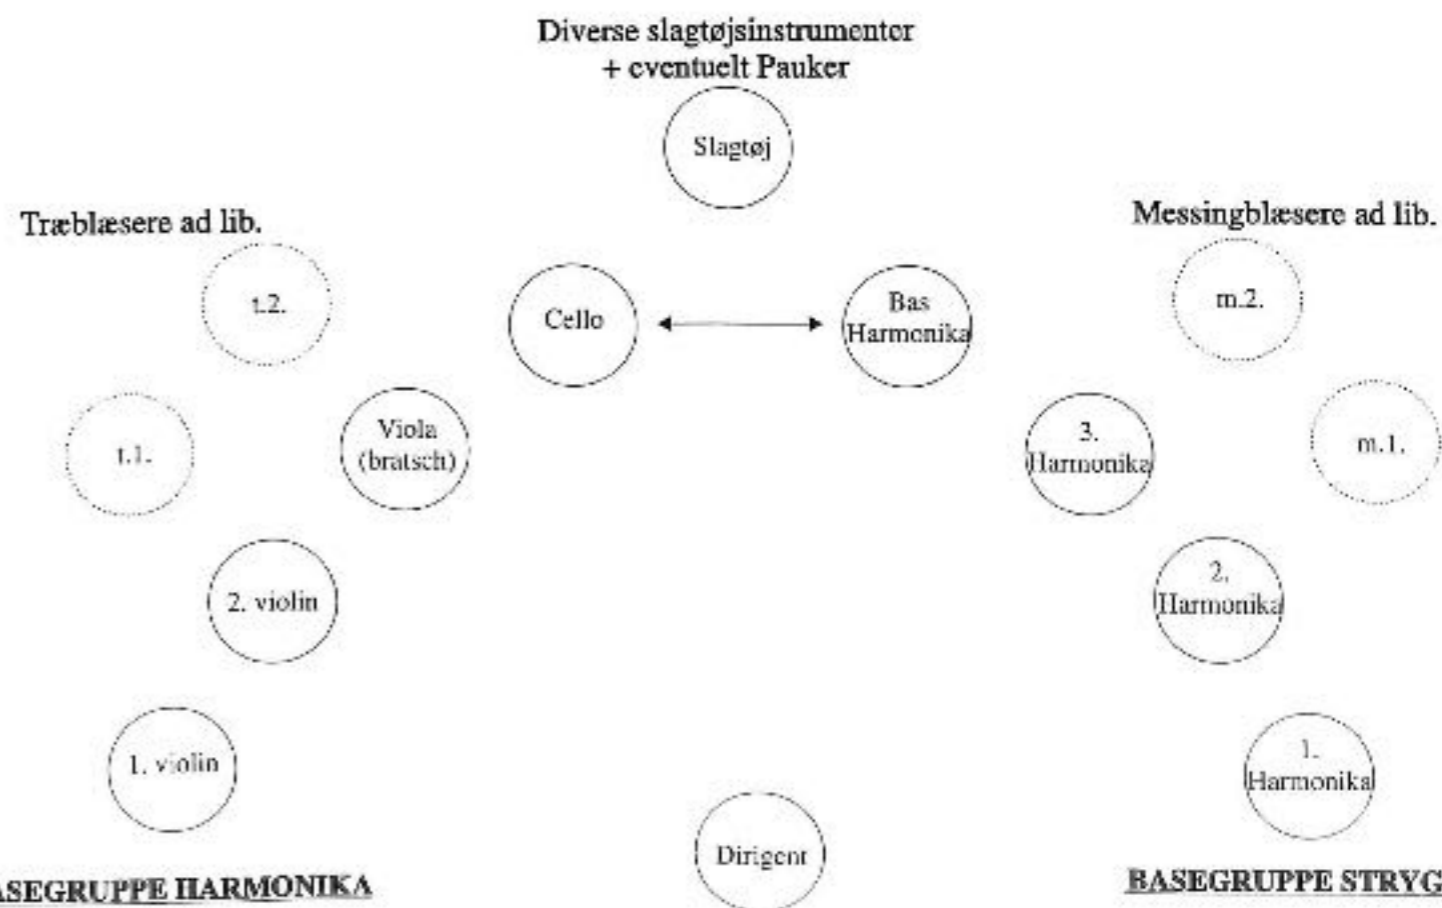 Diverse slagtøjsinstrumenter
+ eventuelt Pauker
Slagtøj
Træblæsere ad lib.
Messingblæsere ad lib.
t.2.
Cello
Bas
Harmonika
m.2.
t.1.
Viola
(bratsch)
3.
Harmonika
m.1.
2. violin
2.
Harmonika
1. violin
1.
Harmonika
Dirigent
ASEGRUPPE HARMONIKA
BASEGRUPPE STRYG